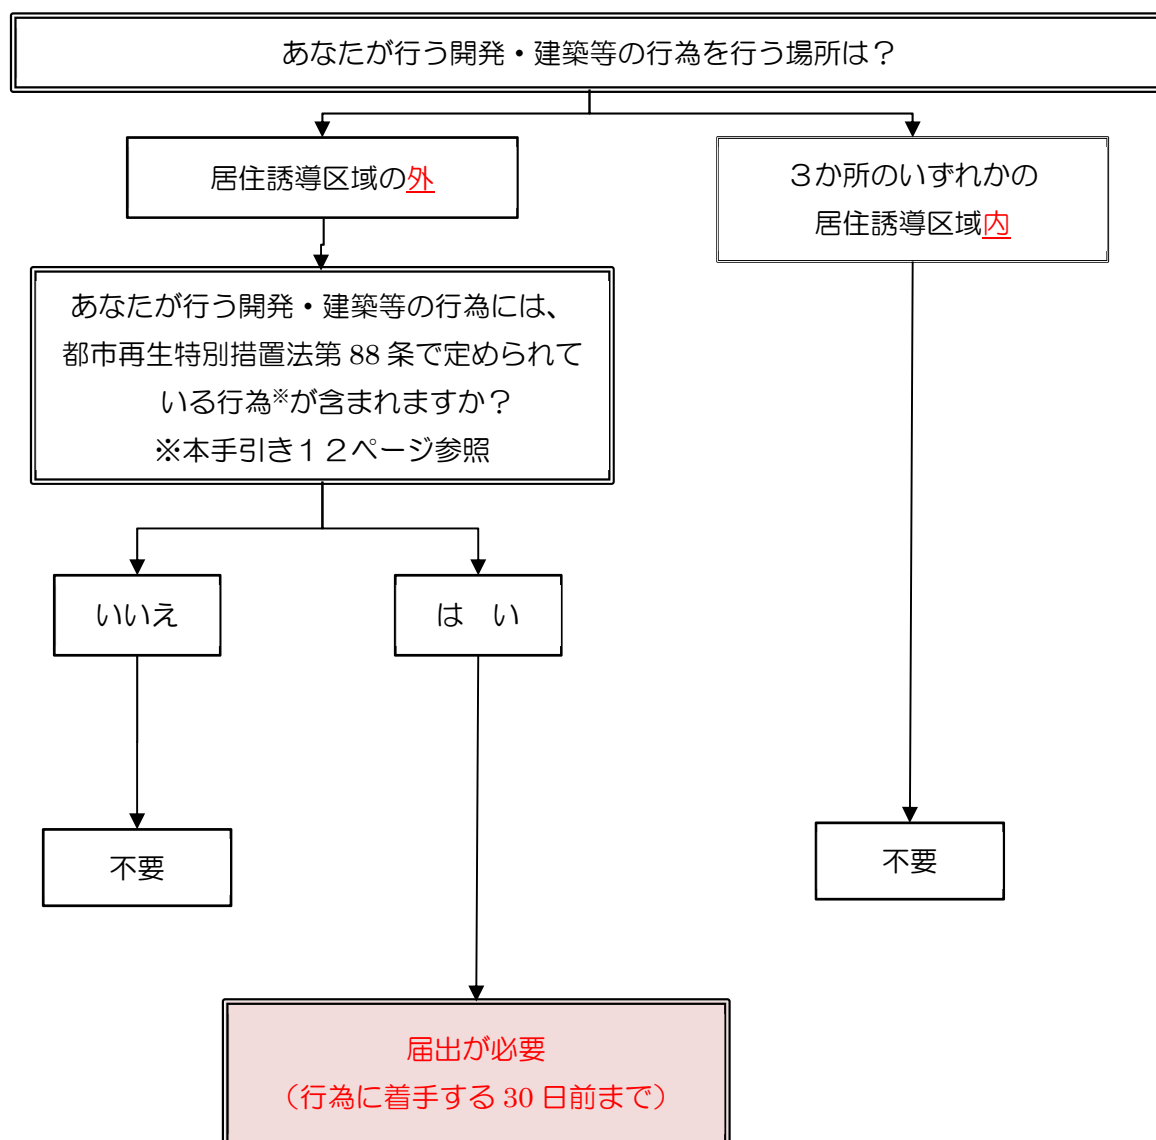 あなたが行う開発・建築等の行為を行う場所は？
居住誘導区域の外
３か所のいずれかの
居住誘導区域内
あなたが行う開発・建築等の行為には、
都市再生特別措置法第 88 条で定められて
いる行為※が含まれますか？
※本手引き１２ページ参照
いいえ
は　い
不要
不要
届出が必要
（行為に着手する 30 日前まで）